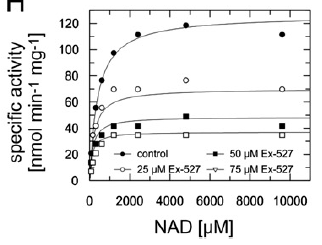 H
specific activity
[nmol min-1 mg-1]
120
100
80
60
40
20
0
control
50 µM Ex-527
25 µM Ex-527
75 µM Ex-527
0 2000 4000 6000 8000 10000
NAD [µM]